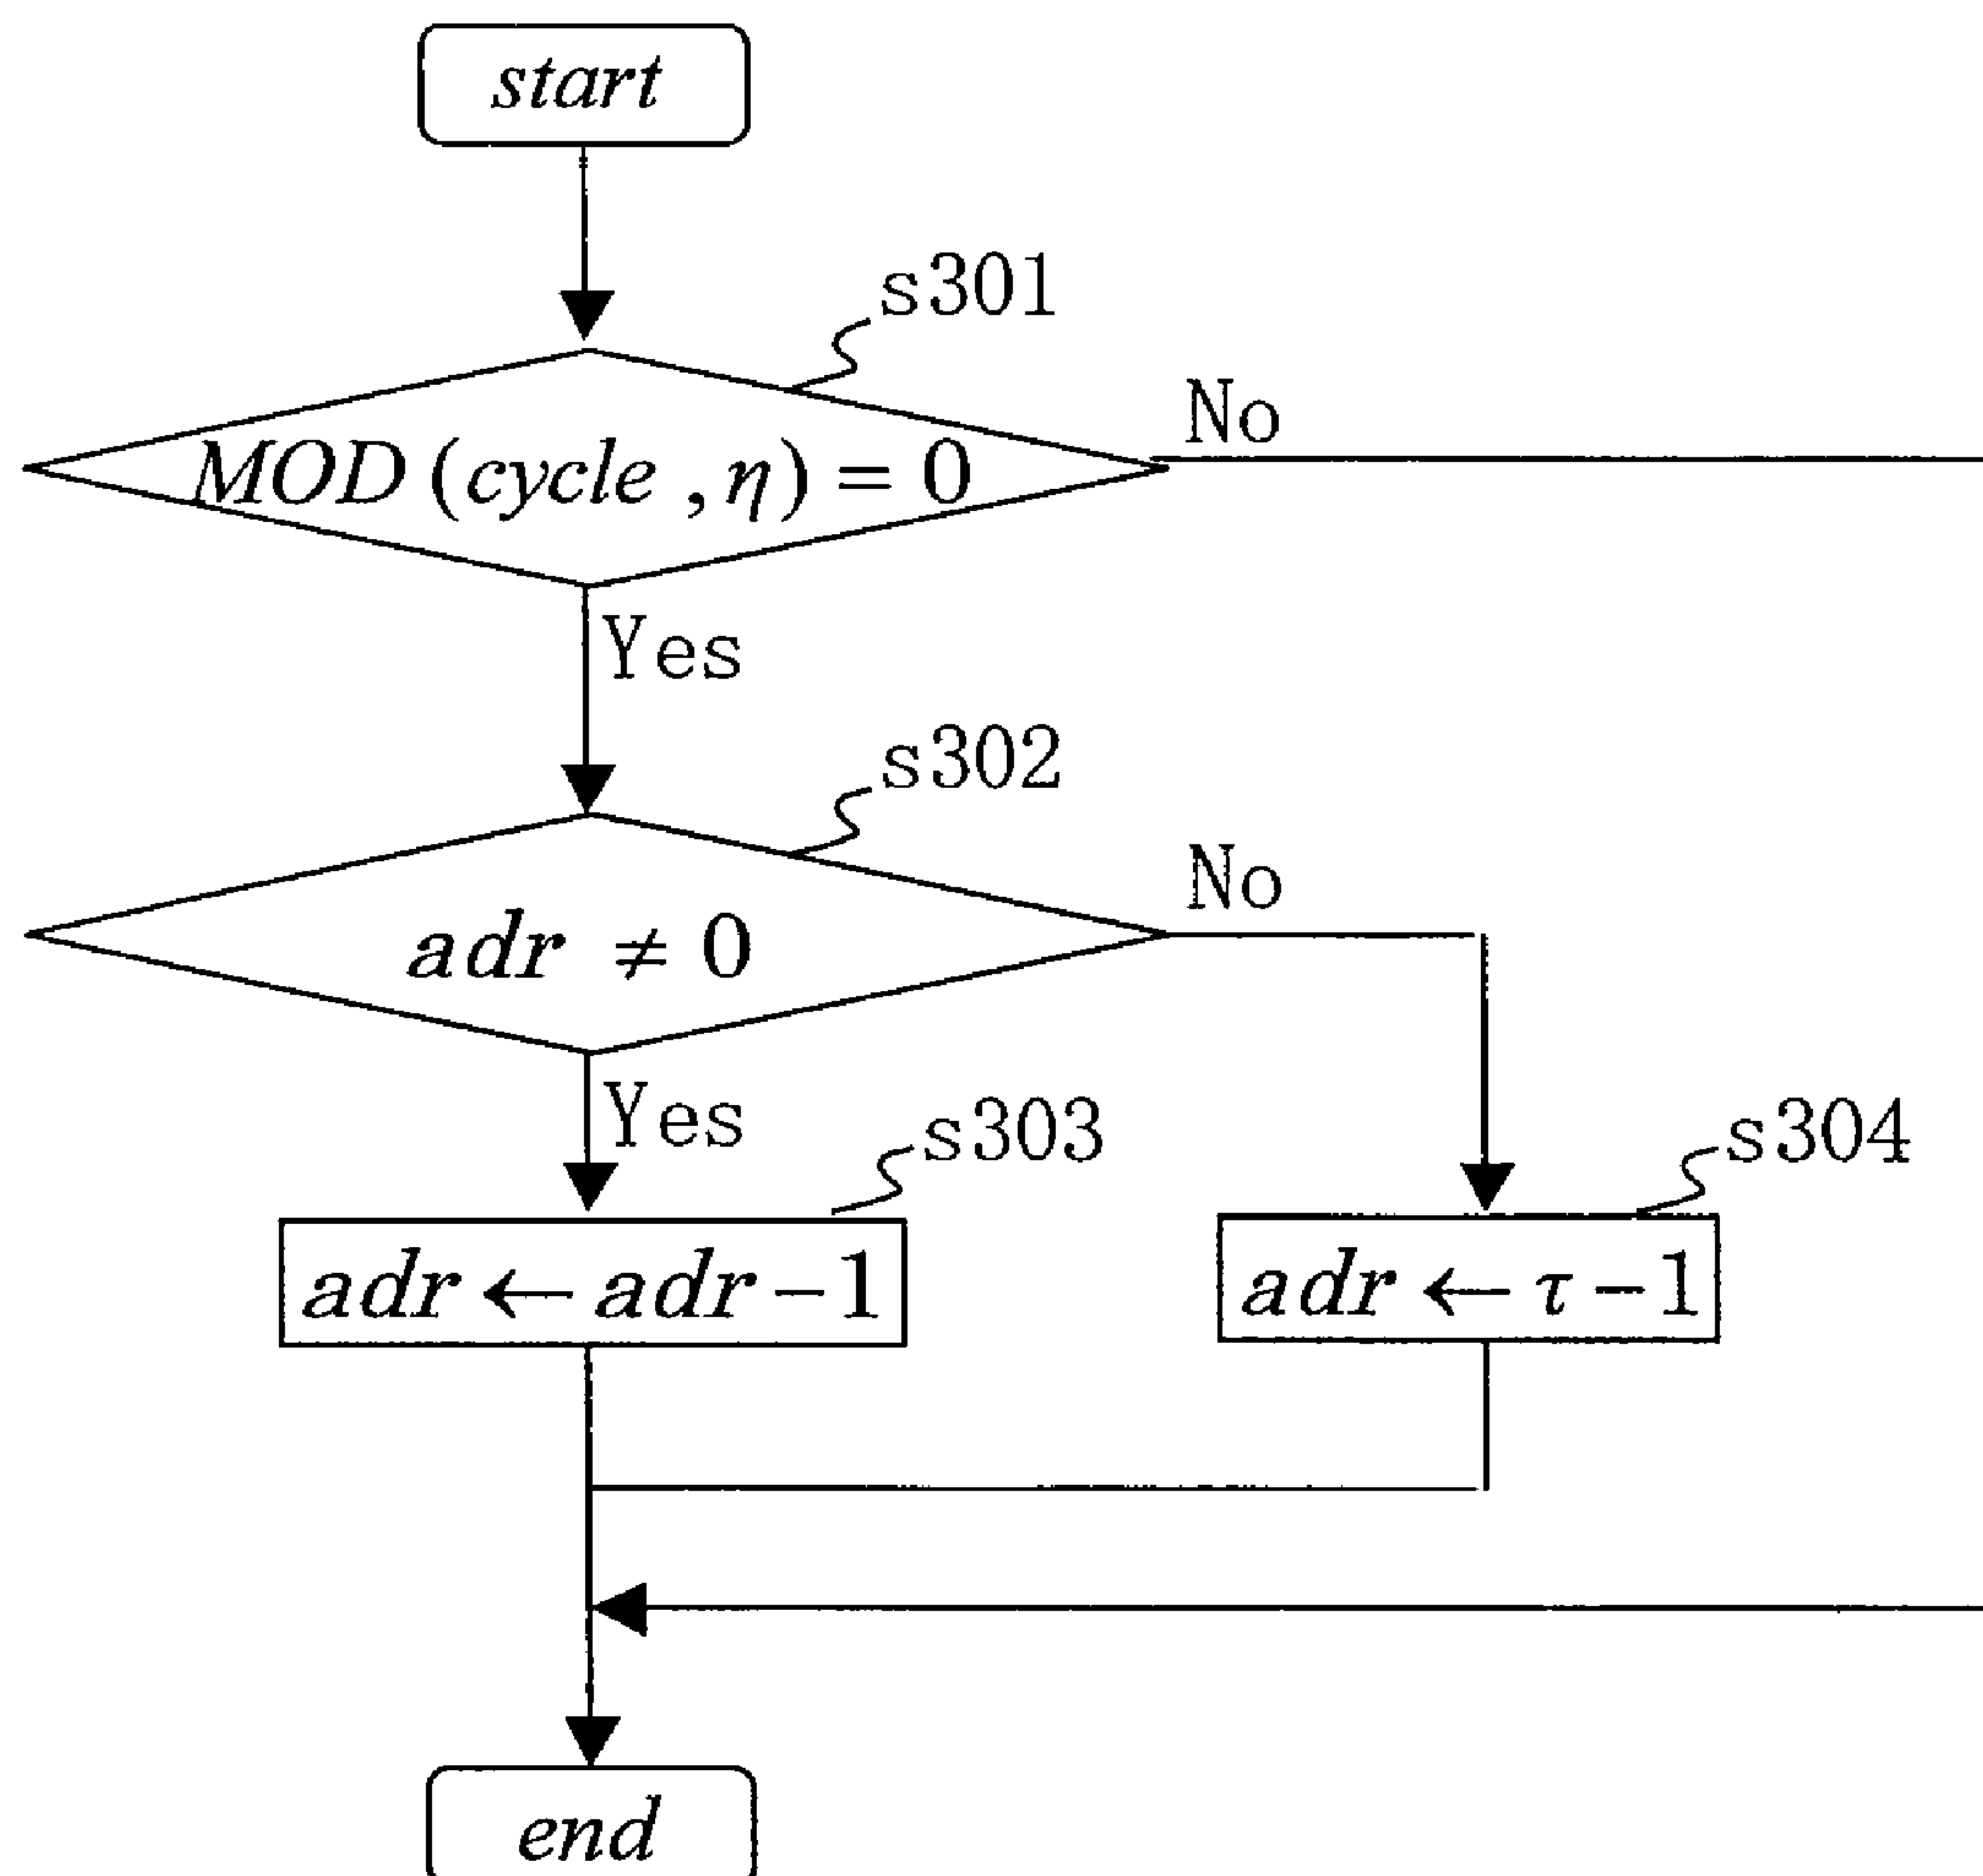 start
s301
No
MOD (cycle , η) = 0
Yes
s302
No
adr ≠ 0
Yes
s303
s304
adr ← adr − 1
adr ← τ − 1
end